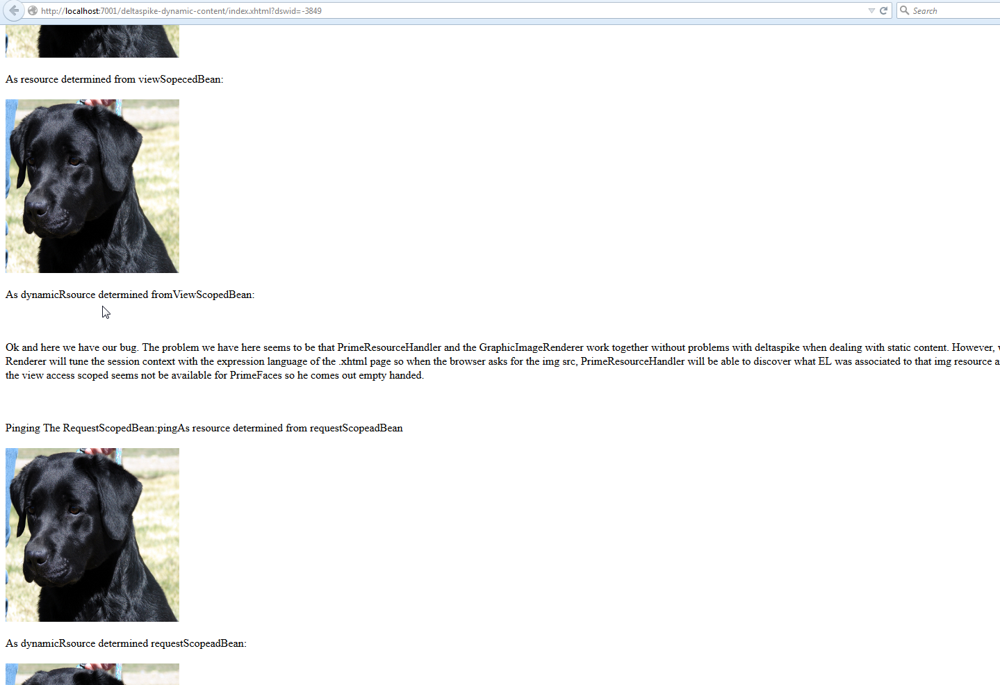 http://localhost:7001/deltaspike-dynamic-content/index.xhtml?dswid=-3849
Search
As resource determined from viewSopecedBean:
As dynamicRsource determined fromViewScopedBean:
Ok and here we have our bug. The problem we have here seems to be that PrimeResourceHandler and the GraphicImageRenderer work together without problems with deltaspike when dealing with static content. However,
Renderer will tune the session context with the expression language of the .xhtml page so when the browser asks for the img src, PrimeResourceHandler will be able to discover what EL was associated to that img resource a
the view access scoped seems not be available for PrimeFaces so he comes out empty handed.
Pinging The RequestScopedBean:pingAs resource determined from requestScopeadBean
As dynamicRsource determined requestScopeadBean: